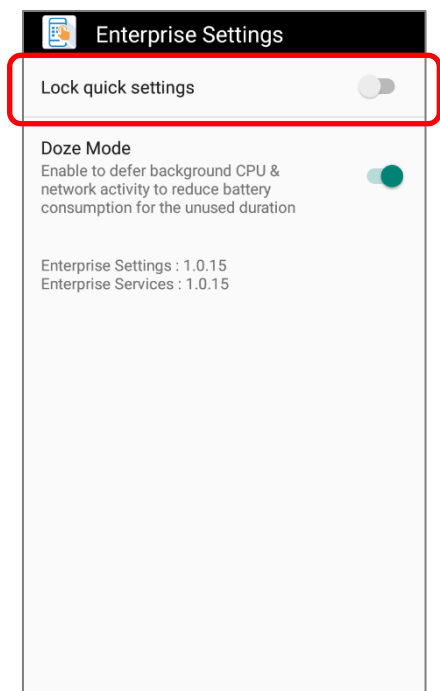 Enterprise Settings
Lock quick settings
Doze Mode
Enable to defer background CPU &
network activity to reduce battery
consumption for the unused duration
Enterprise Settings : 1.0.15
Enterprise Services : 1.0.15